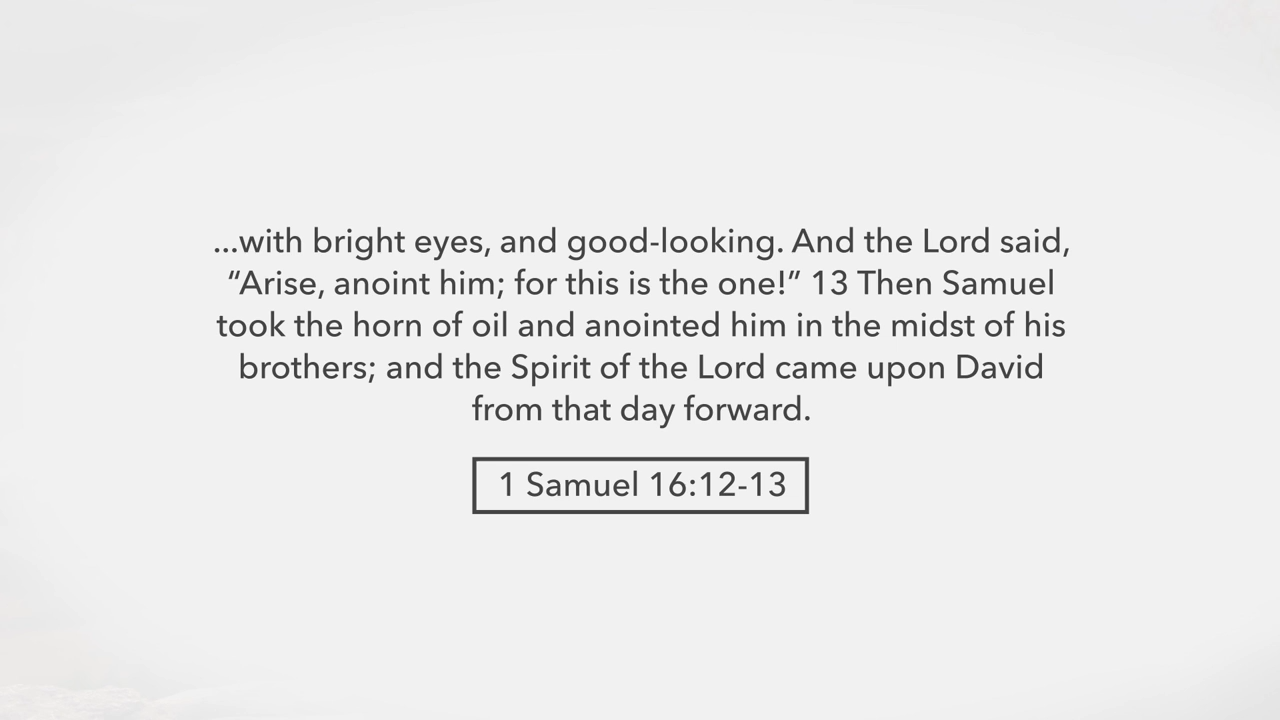 ...with bright eyes, and good-looking. And the Lord said,
“Arise, anoint him; for this is the one!” 13 Then Samuel
took the horn of oil and anointed him in the midst of his
brothers; and the Spirit of the Lord came upon David
from that day forward.
1 Samuel 16:12-13